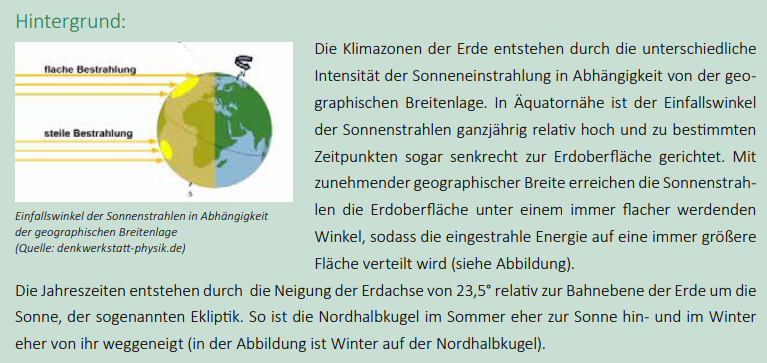 Hintergrund:
flache Bestrahlung
steile Bestrahlung
S
Einfallswinkel der Sonnenstrahlen in Abhängigkeit
der geographischen Breitenlage
(Quelle: denkwerkstatt-physik.de)
Die Klimazonen der Erde entstehen durch die unterschiedliche
Intensität der Sonneneinstrahlung in Abhängigkeit von der geo-
graphischen Breitenlage. In Äquatornähe ist der Einfallswinkel
der Sonnenstrahlen ganzjährig relativ hoch und zu bestimmten
Zeitpunkten sogar senkrecht zur Erdoberfläche gerichtet. Mit
zunehmender geographischer Breite erreichen die Sonnenstrah-
len die Erdoberfläche unter einem immer flacher werdenden
Winkel, sodass die eingestrahle Energie auf eine immer größere
Fläche verteilt wird (siehe Abbildung).
Die Jahreszeiten entstehen durch die Neigung der Erdachse von 23,5° relativ zur Bahnebene der Erde um die
Sonne, der sogenannten Ekliptik. So ist die Nordhalbkugel im Sommer eher zur Sonne hin- und im Winter
eher von ihr weggeneigt (in der Abbildung ist Winter auf der Nordhalbkugel).